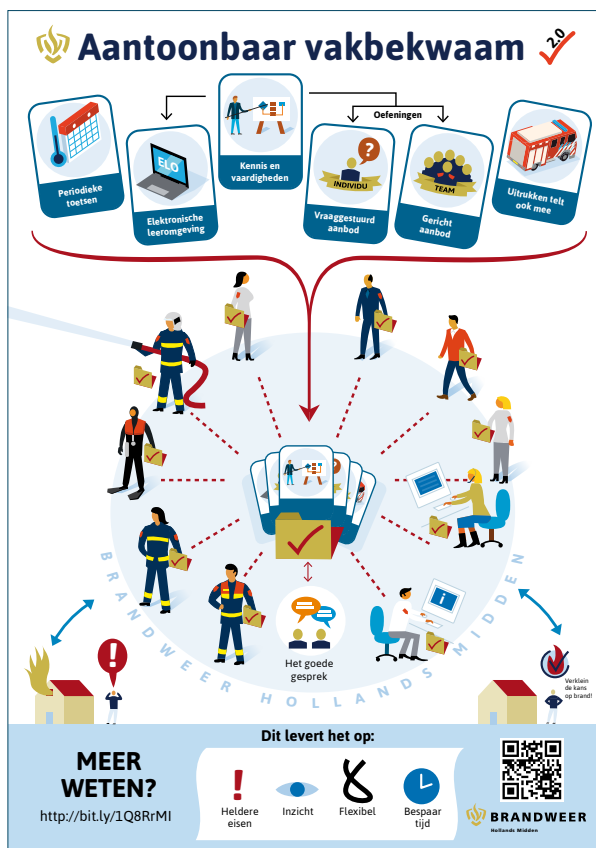 Aantoonbaar vakbekwaam 2.0
Oefeningen
Periodieke
toetsen
ELO
Elektronische
leeromgeving
Kennis en
vaardigheden
?
INDIVIDU
Vraaggestuurd
aanbod
TEAM
Gericht
aanbod
Uitrukken telt
ook mee
i
Het goede
gesprek
BRANDWEER HOLLANDS MIDDEN
!
Verklein
de kans
op brand!
MEER
WETEN?
http://bit.ly/1Q8RrMI
Dit levert het op:
!
Heldere
eisen
Inzicht
Flexibel
Bespaar
tijd
BRANDWEER
Hollands Midden